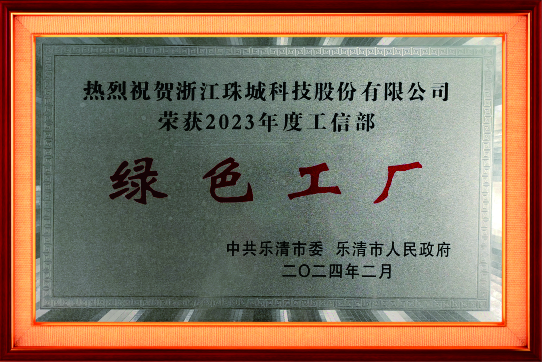 热烈祝贺浙江珠城科技股份有限公司
荣获2023年度工信部
绿色工厂
中共乐清市委 乐清市人民政府
二〇二四年二月